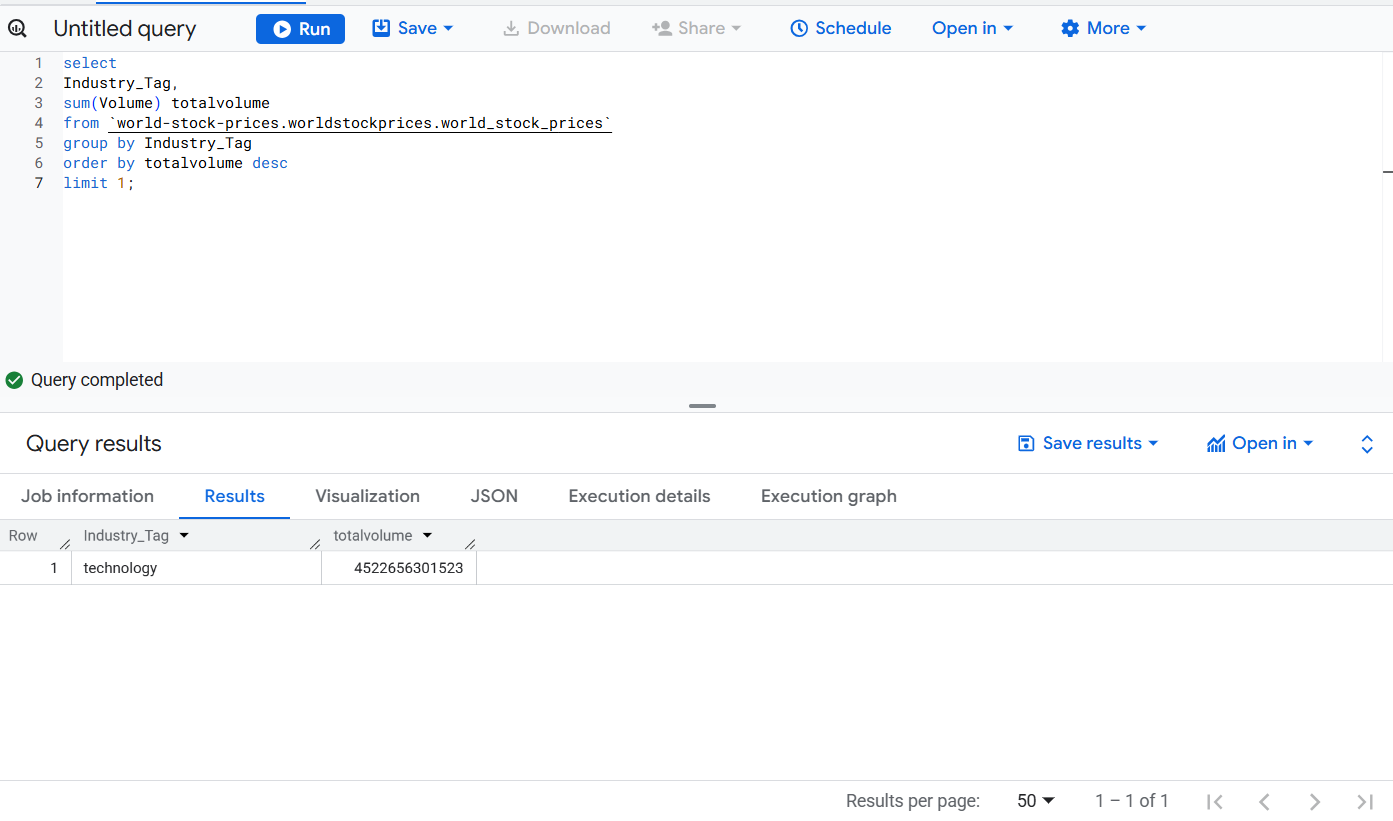 Untitled query Run Save Download Share Schedule Open in More
1 select
2 Industry_Tag,
3 sum(Volume) totalvolume
4 from `world-stock-prices.worldstockprices.world_stock_prices`
5 group by Industry_Tag
6 order by totalvolume desc
7 limit 1;
Query completed
Query results Save results Open in
Job information Results Visualization JSON Execution details Execution graph
Row Industry_Tag totalvolume
1 technology 4522656301523
Results per page: 50 1 – 1 of 1